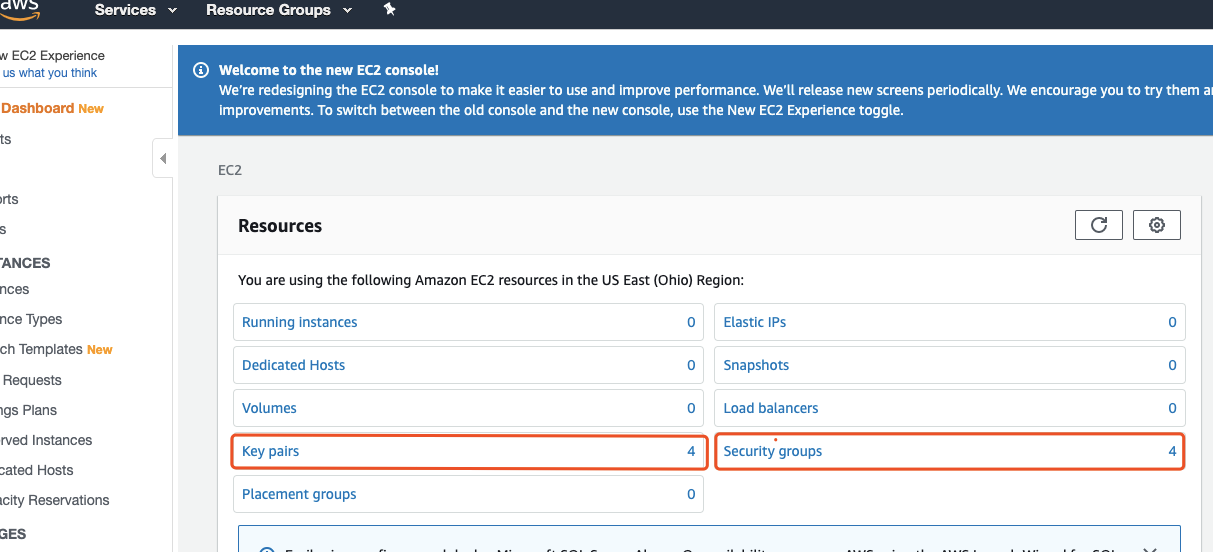 aws Services Resource Groups
w EC2 Experience
us what you think
Dashboard New
ts
orts
s
TANCES
nces
nce Types
ch Templates New
Requests
ngs Plans
erved Instances
cated Hosts
acity Reservations
GES
Welcome to the new EC2 console!
We're redesigning the EC2 console to make it easier to use and improve performance. We'll release new screens periodically. We encourage you to try them
improvements. To switch between the old console and the new console, use the New EC2 Experience toggle.
EC2
Resources
You are using the following Amazon EC2 resources in the US East (Ohio) Region:
Running instances 0
Elastic IPs 0
Dedicated Hosts 0
Snapshots 0
Volumes 0
Load balancers 0
Key pairs 4
Security groups 4
Placement groups 0